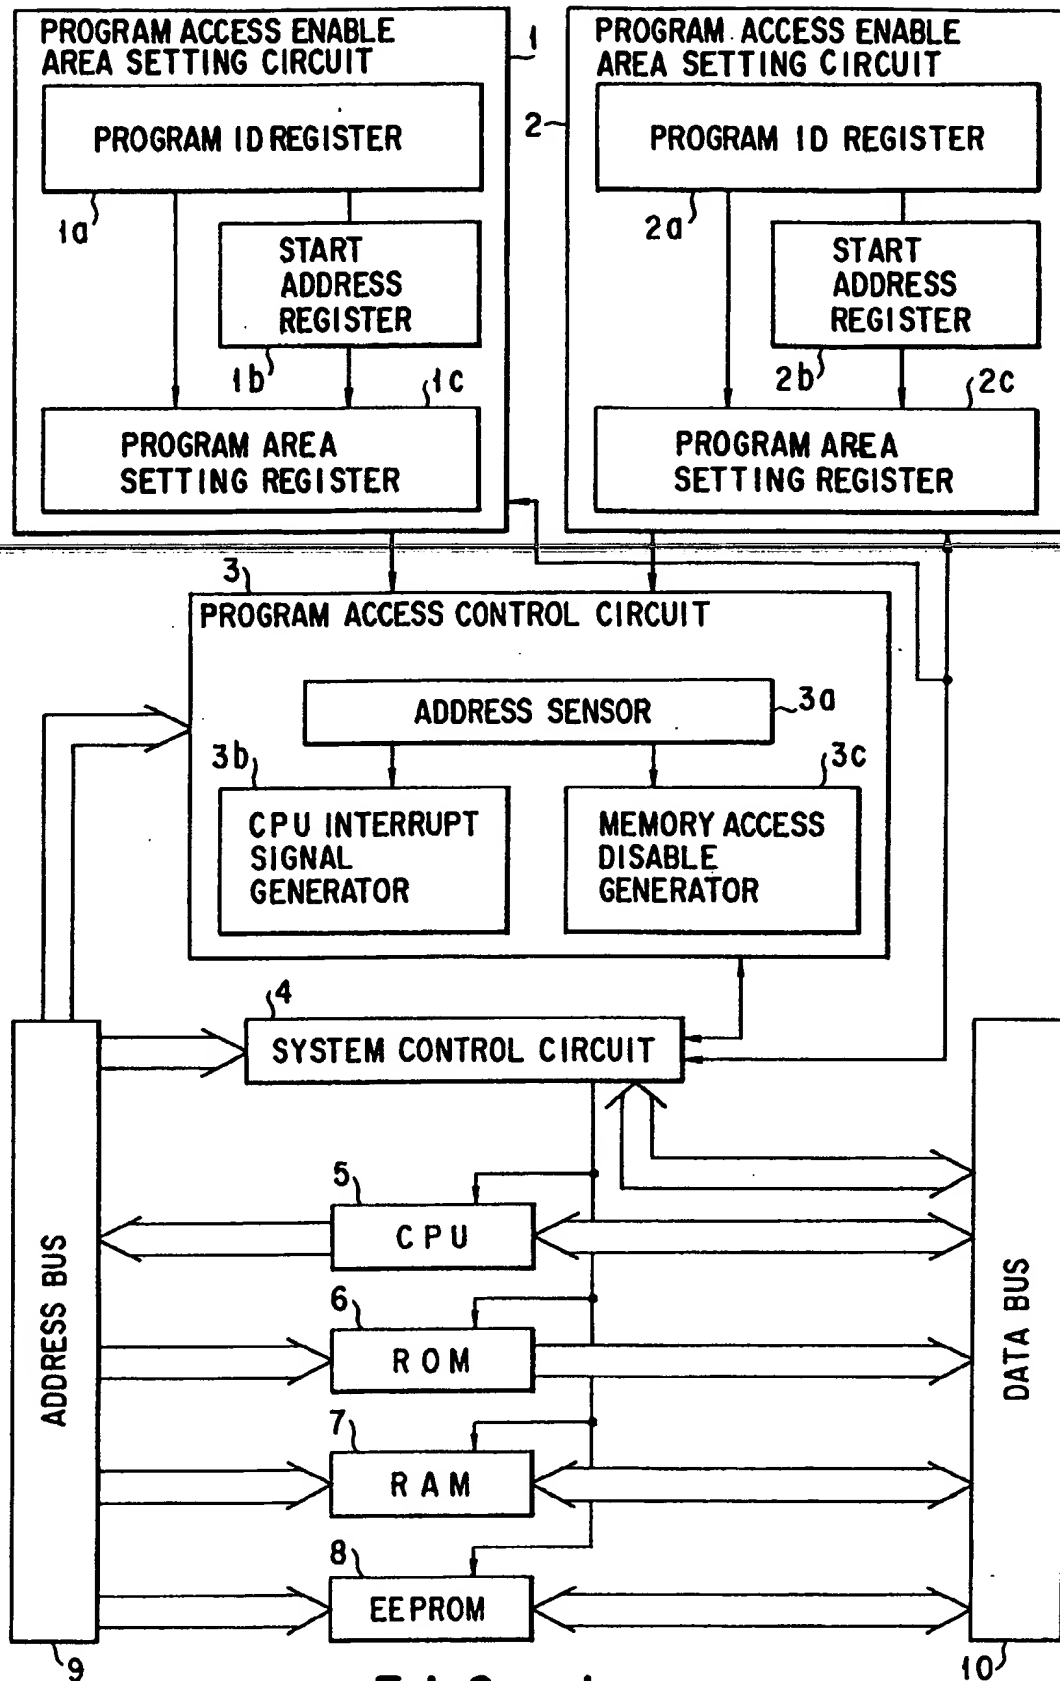 PROGRAM ACCESS ENABLE
AREA SETTING CIRCUIT
1
PROGRAM ID REGISTER
1a
START
ADDRESS
REGISTER
1b
1c
PROGRAM AREA
SETTING REGISTER
PROGRAM ACCESS ENABLE
AREA SETTING CIRCUIT
2
PROGRAM ID REGISTER
2a
START
ADDRESS
REGISTER
2b
2c
PROGRAM AREA
SETTING REGISTER
3
PROGRAM ACCESS CONTROL CIRCUIT
ADDRESS SENSOR
3a
3b
CPU INTERRUPT
SIGNAL
GENERATOR
3c
MEMORY ACCESS
DISABLE
GENERATOR
4
SYSTEM CONTROL CIRCUIT
5
CPU
6
ROM
7
RAM
8
EEPROM
ADDRESS BUS
9
DATA BUS
10